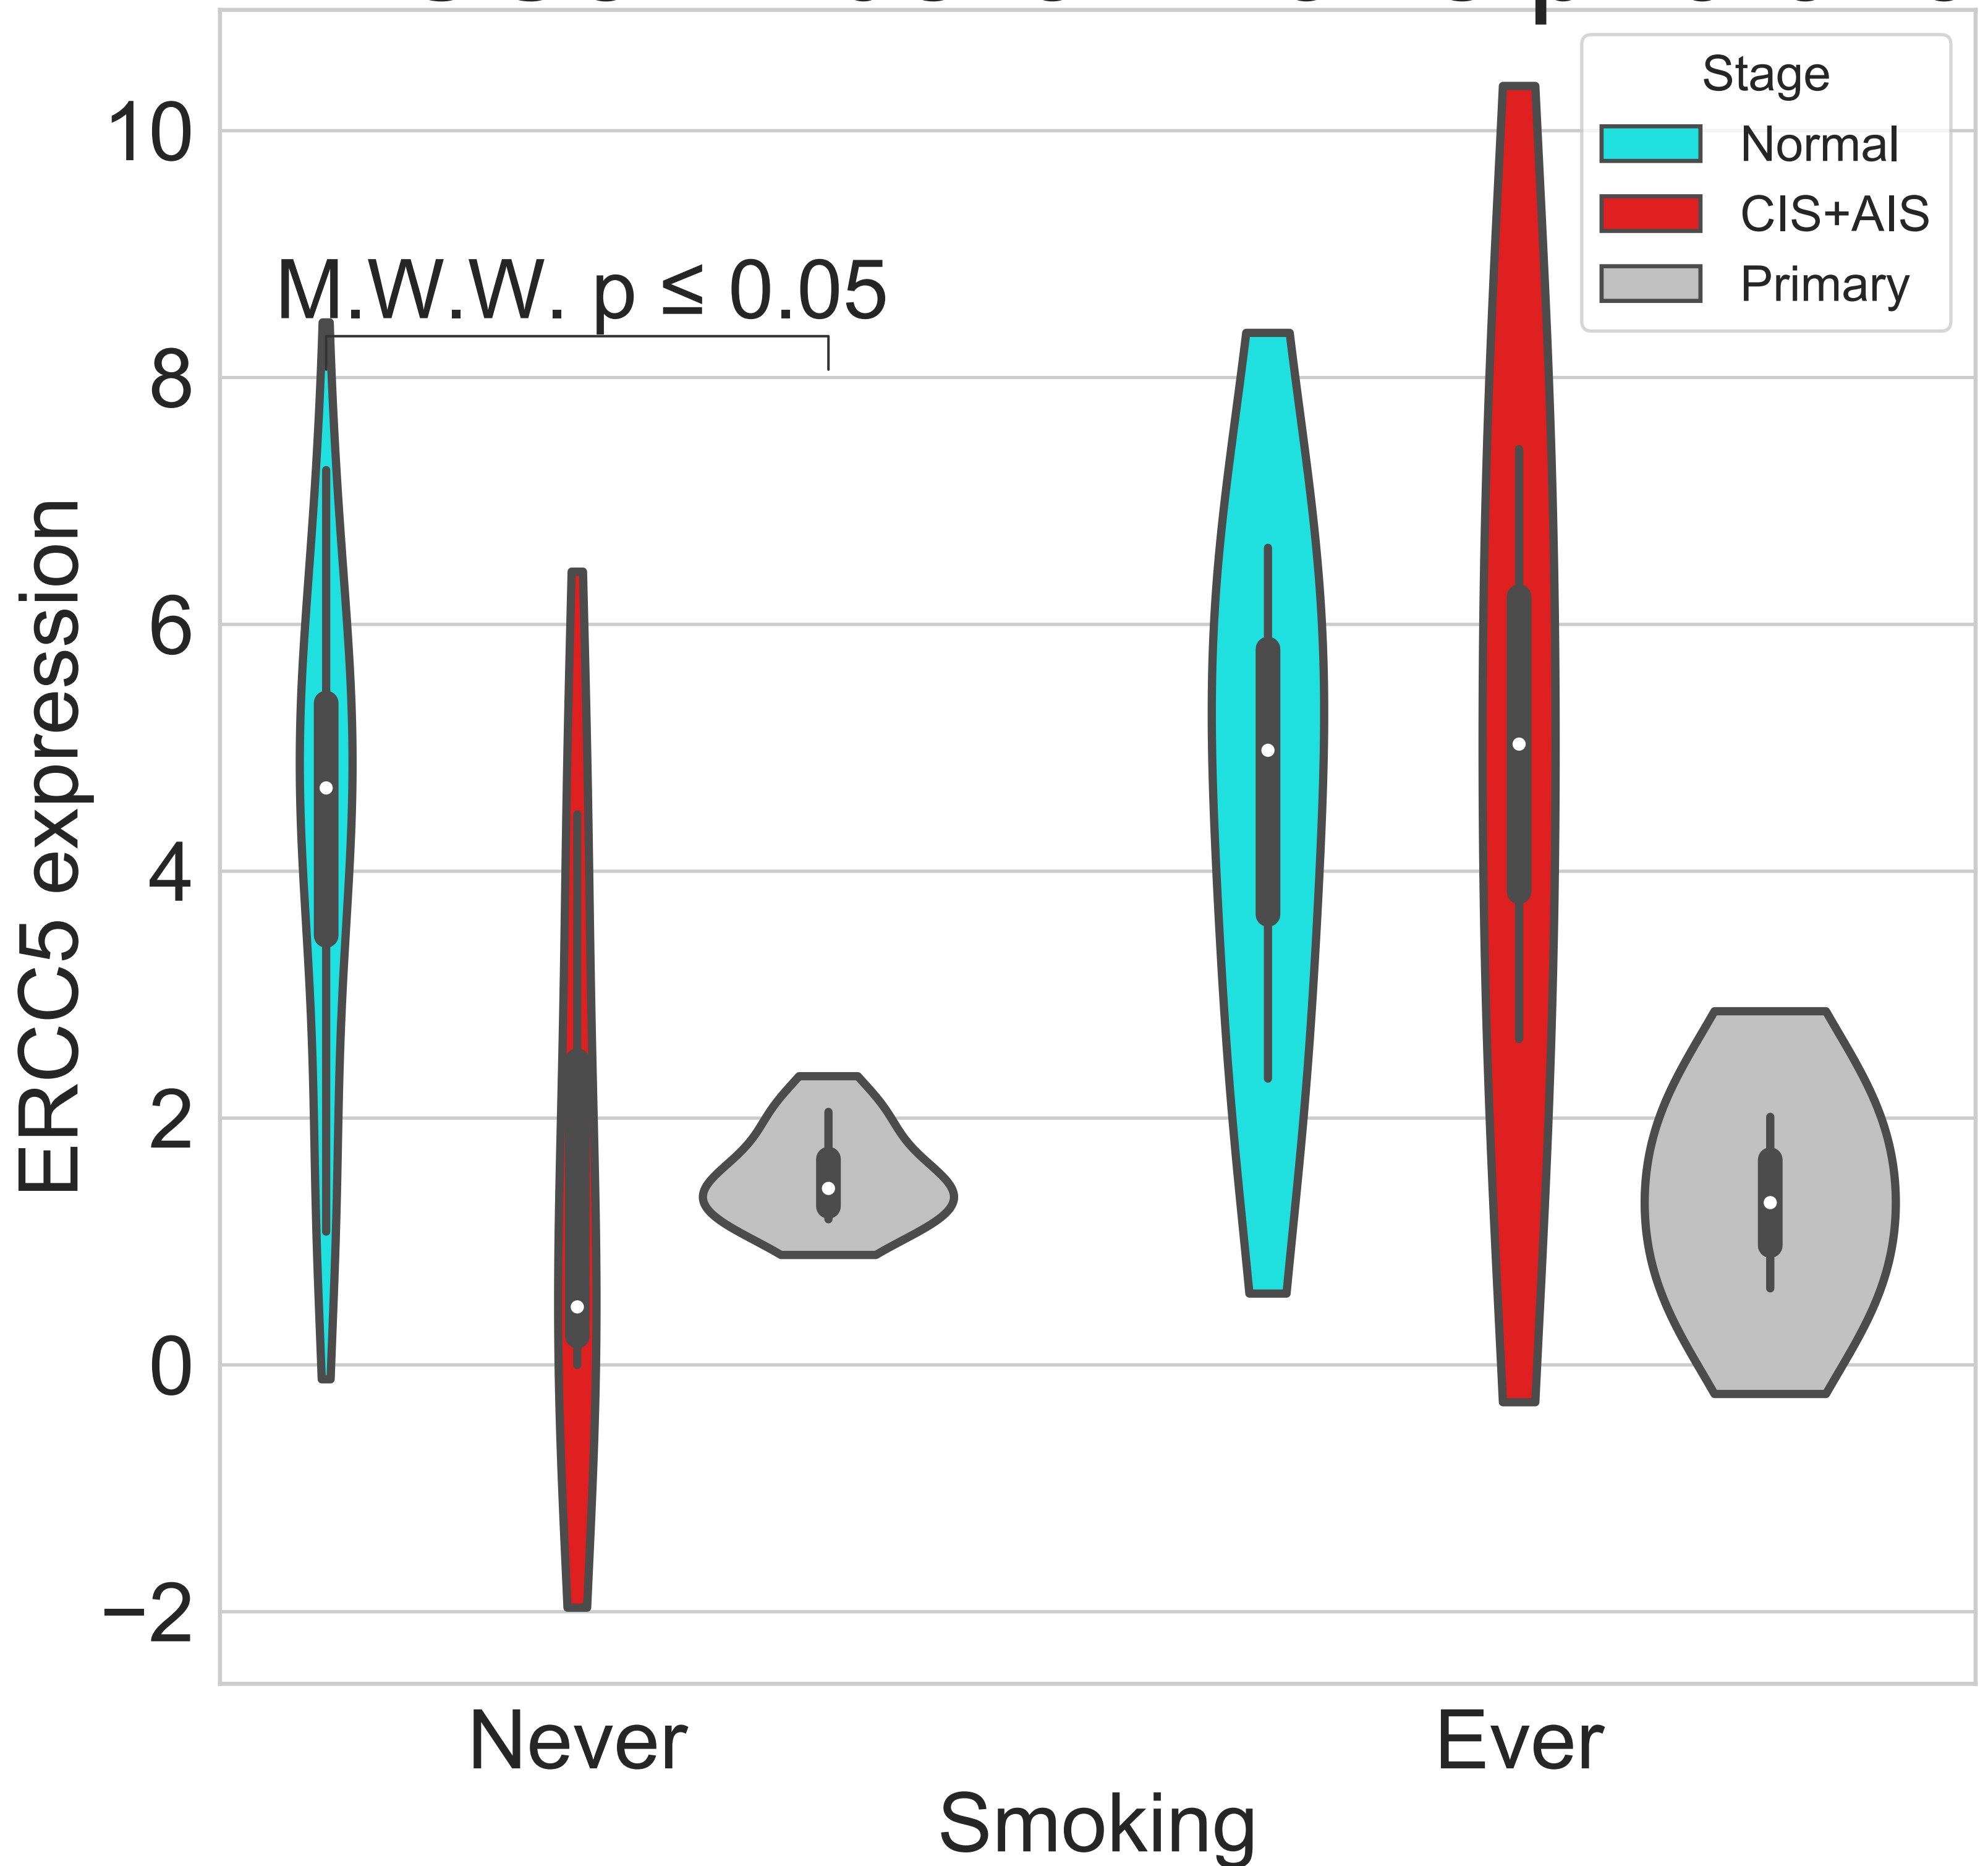 Stage
Normal
CIS+AIS
Primary
M.W.W. p ≤ 0.05
ERCC5 expression
10
8
6
4
2
0
−2
Never
Ever
Smoking